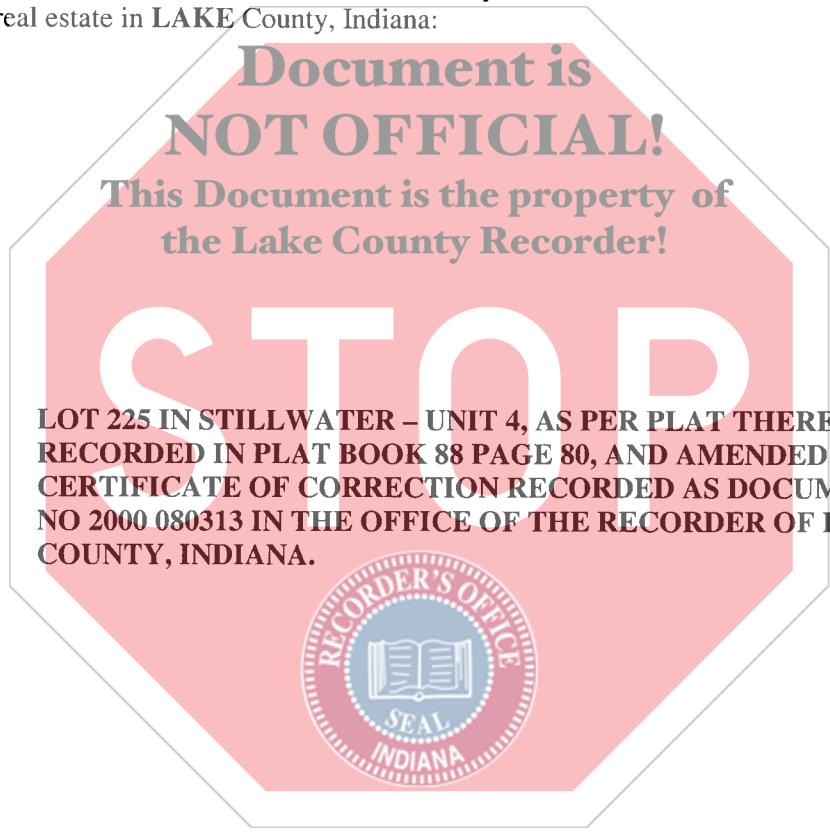 real estate in LAKE County, Indiana:
Document is
NOT OFFICIAL!
This Document is the property of
the Lake County Recorder!
STOP
LOT 225 IN STILLWATER – UNIT 4, AS PER PLAT THERE
RECORDED IN PLAT BOOK 88 PAGE 80, AND AMENDED
CERTIFICATE OF CORRECTION RECORDED AS DOCUM
NO 2000 080313 IN THE OFFICE OF THE RECORDER OF
COUNTY, INDIANA.
RECORDER'S OFFICE
SEAL
INDIANA